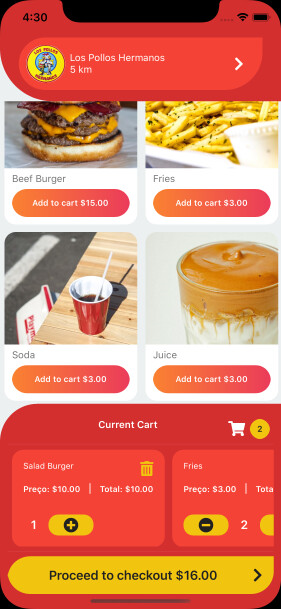 4:30
LOS POLLOS
HERMANOS
Los Pollos Hermanos
5 km
Beef Burger
Fries
Add to cart $15.00
Add to cart $3.00
Soda
Juice
Add to cart $3.00
Add to cart $3.00
Current Cart
2
Salad Burger
Fries
Preço: $10.00 | Total: $10.00
Preço: $3.00 | Tota
1
2
Proceed to checkout $16.00